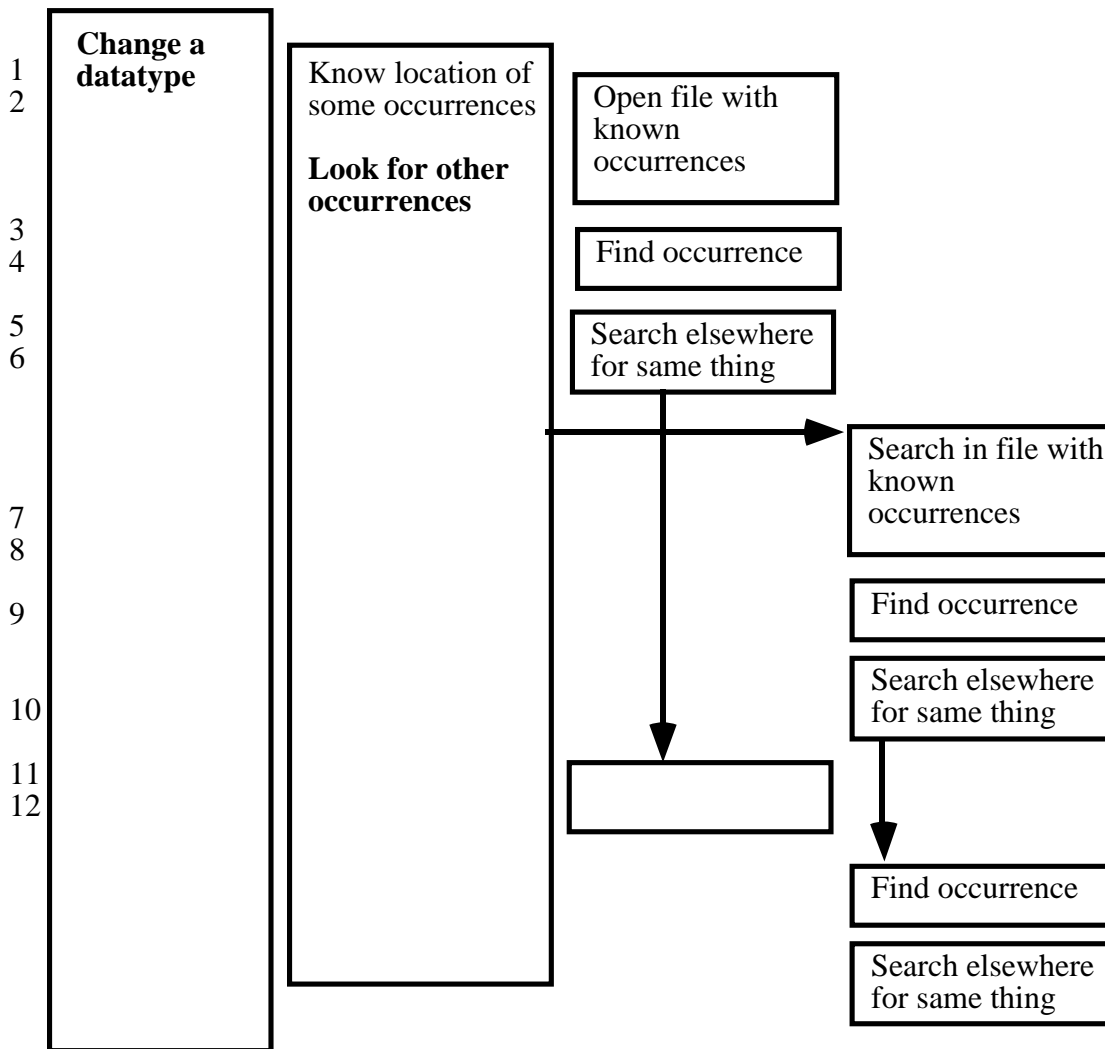 1
2
3
4
5
6
7
8
9
10
11
12
Change a
datatype
Know location of
some occurrences
Look for other
occurrences
Open file with
known
occurrences
Find occurrence
Search elsewhere
for same thing
Search in file with
known
occurrences
Find occurrence
Search elsewhere
for same thing
Find occurrence
Search elsewhere
for same thing